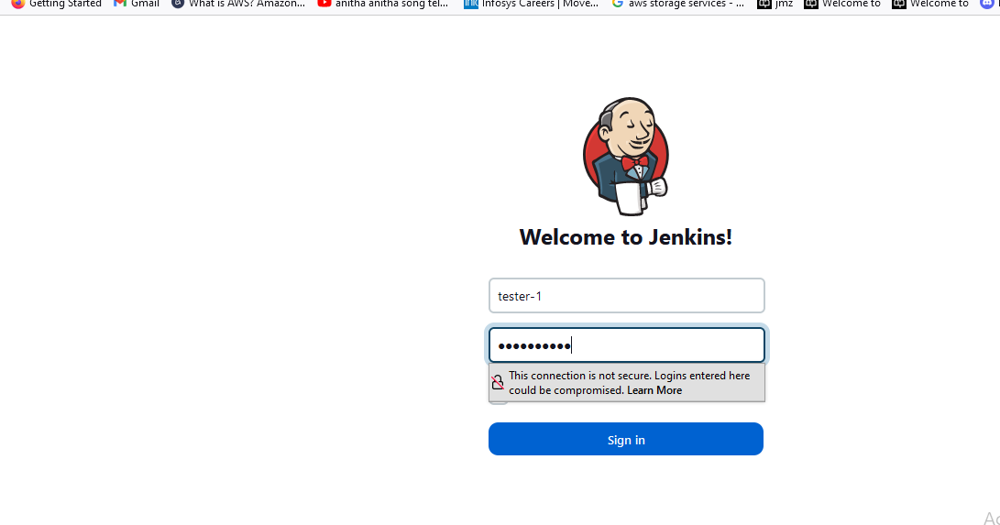 Getting Started Gmail What is AWS? Amazon... anitha anitha song tel... Infosys Careers | Move... aws storage services - ... jmz Welcome to Welcome to
Welcome to Jenkins!
tester-1
●●●●●●●●●●
This connection is not secure. Logins entered here
could be compromised. Learn More
Sign in